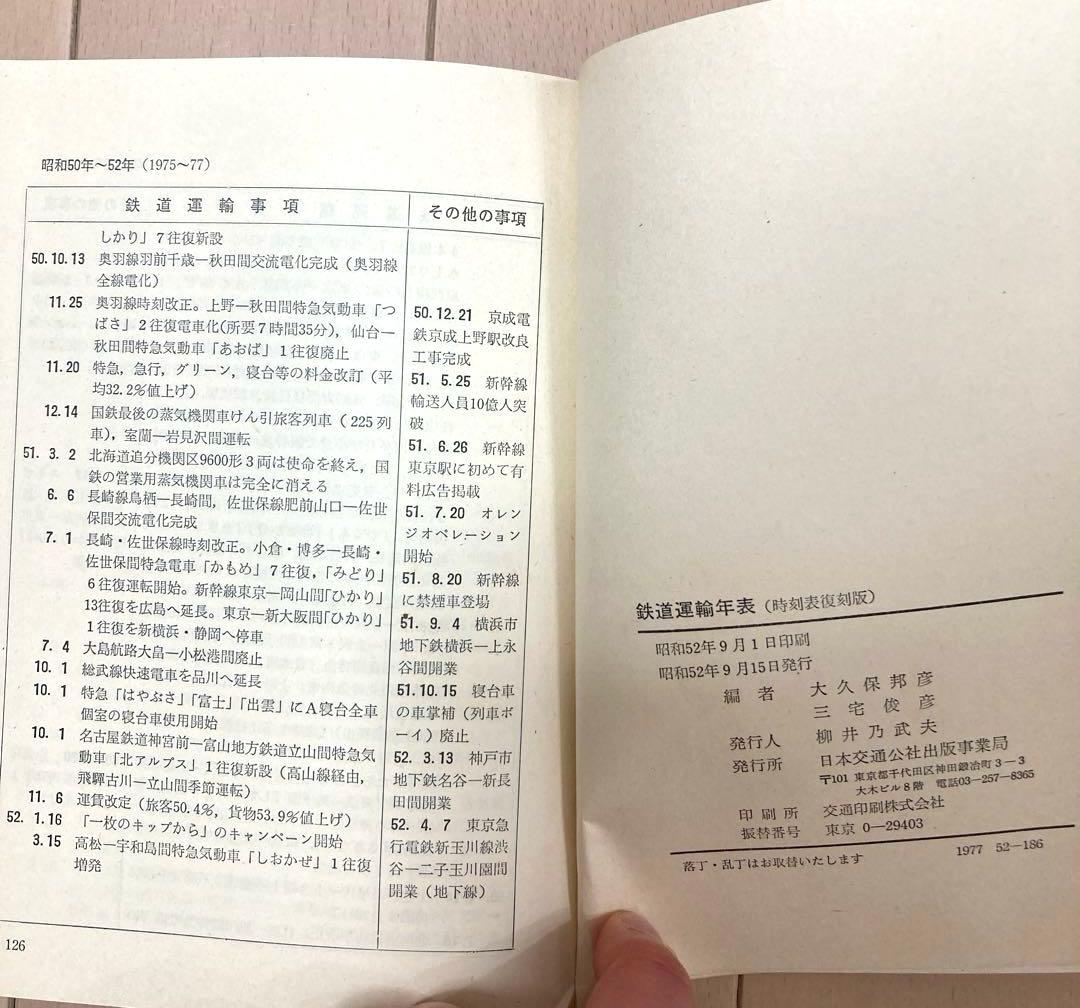 昭和50年〜52年（1975〜77）
鉄道運輸事項
しかり」7往復新設
50.10.13 奥羽線羽前千歳―秋田間交流電化完成（奥羽線
全線電化）
11.25 奥羽線時刻改正。上野―秋田間特急気動車「つ
ばさ」2往復電車化(所要7時間35分)，仙台―
秋田間特急気動車「あおば」1往復廃止
11.20 特急，急行，グリーン，寝台等の料金改訂（平
均32.2％値上げ）
12.14 国鉄最後の蒸気機関車けん引旅客列車（225列
車），室蘭―岩見沢間運転
51. 3. 2 北海道追分機関区9600形3両は使命を終え，国
鉄の営業用蒸気機関車は完全に消える
6. 6 長崎線鳥栖―長崎間，佐世保線肥前山口―佐世
保間交流電化完成
7. 1 長崎・佐世保線時刻改正。小倉・博多―長崎・
佐世保間特急電車「かもめ」7往復，「みどり」
6往復運転開始。新幹線東京―岡山間「ひかり」
13往復を広島へ延長。東京―新大阪間「ひかり」
1往復を新横浜・静岡へ停車
7. 4 大島航路大畠―小松港間廃止
10. 1 総武線快速電車を品川へ延長
10. 1 特急「はやぶさ」「富士」「出雲」にA寝台全車
個室の寝台車使用開始
10. 1 名古屋鉄道神宮前―富山地方鉄道立山間特急気
動車「北アルプス」1往復新設（高山線経由，
飛騨古川―立山間季節運転）
11. 6 運賃改定（旅客50.4％，貨物53.9％値上げ）
52. 1.16 「一枚のキップから」のキャンペーン開始
3.15 高松―宇和島間特急気動車「しおかぜ」1往復
増発
その他の事項
50.12.21 京成電
鉄京成上野駅改良
工事完成
51. 5.25 新幹線
輸送人員10億人突
破
51. 6.26 新幹線
東京駅に初めて有
料広告掲載
51. 7.20 オレン
ジオペレーション
開始
51. 8.20 新幹線
に禁煙車登場
51. 9. 4 横浜市
地下鉄横浜―上永
谷間開業
51.10.15 寝台車
の車掌補（列車ボ
ーイ）廃止
52. 3.13 神戸市
地下鉄名谷―新長
田間開業
52. 4. 7 東京急
行電鉄新玉川線渋
谷―二子玉川園間
開業（地下線）
126
鉄道運輸年表（時刻表復刻版）
昭和52年9月1日印刷
昭和52年9月15日発行
編者 大久保邦彦
三宅俊彦
発行人 柳井乃武夫
発行所 日本交通公社出版事業局
〒101 東京都千代田区神田鍛冶町3－3
大木ビル8階 電話03―257―8365
印刷所 交通印刷株式会社
振替番号 東京 0―29403
落丁・乱丁はお取替いたします 1977 52―186